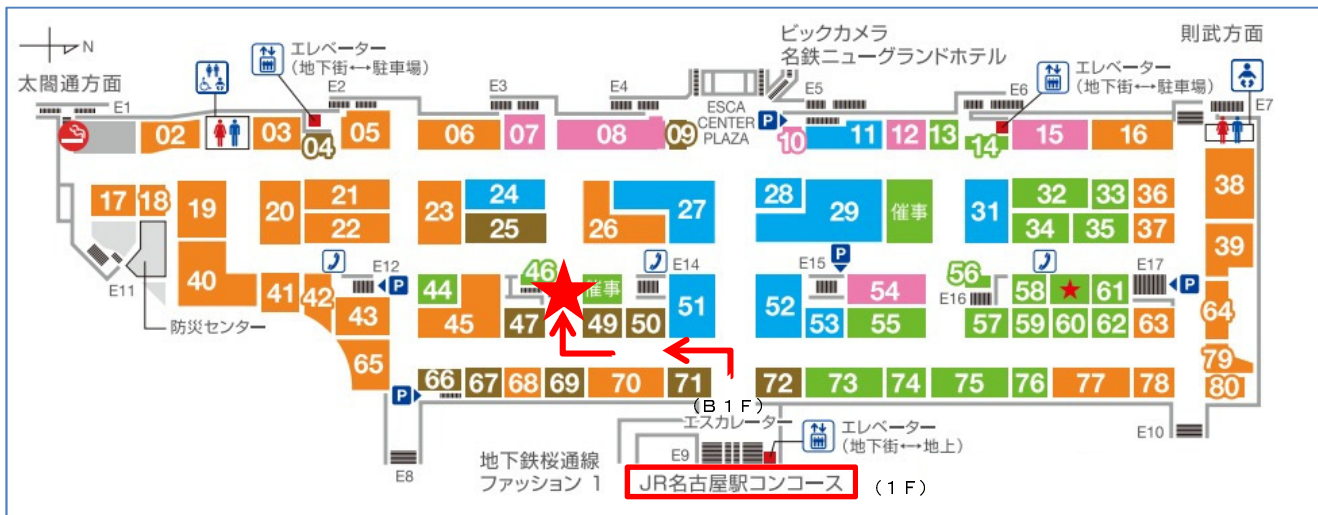 N
太閤通方面
エレベーター
(地下街⟷駐車場)
ビックカメラ
名鉄ニューグランドホテル
則武方面
エレベーター
(地下街⟷駐車場)
E1
E2
E3
E4
ESCA
CENTER
PLAZA
P
E5
E6
E7
02
03
04
05
06
07
08
09
10
11
12
13
14
15
16
17
18
19
20
21
22
23
24
25
26
27
28
29
催事
31
32
33
34
35
36
37
38
39
E11
防災センター
40
41
42
43
E12
P
44
45
46
47
催事
49
50
E14
51
52
E15
P
53
54
55
56
E16
57
58
59
60
61
62
E17
P
63
64
65
P
66
67
68
69
70
71
72
73
74
75
76
77
78
79
80
(B1F)
エスカレーター
E8
E9
エレベーター
(地下街⟷地上)
E10
地下鉄桜通線
ファッション 1
JR名古屋駅コンコース
(1F)